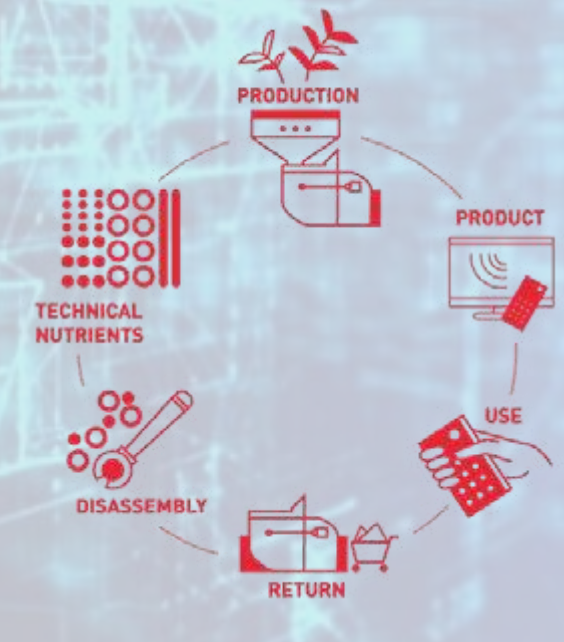 PRODUCTION
PRODUCT
TECHNICAL
NUTRIENTS
USE
DISASSEMBLY
RETURN